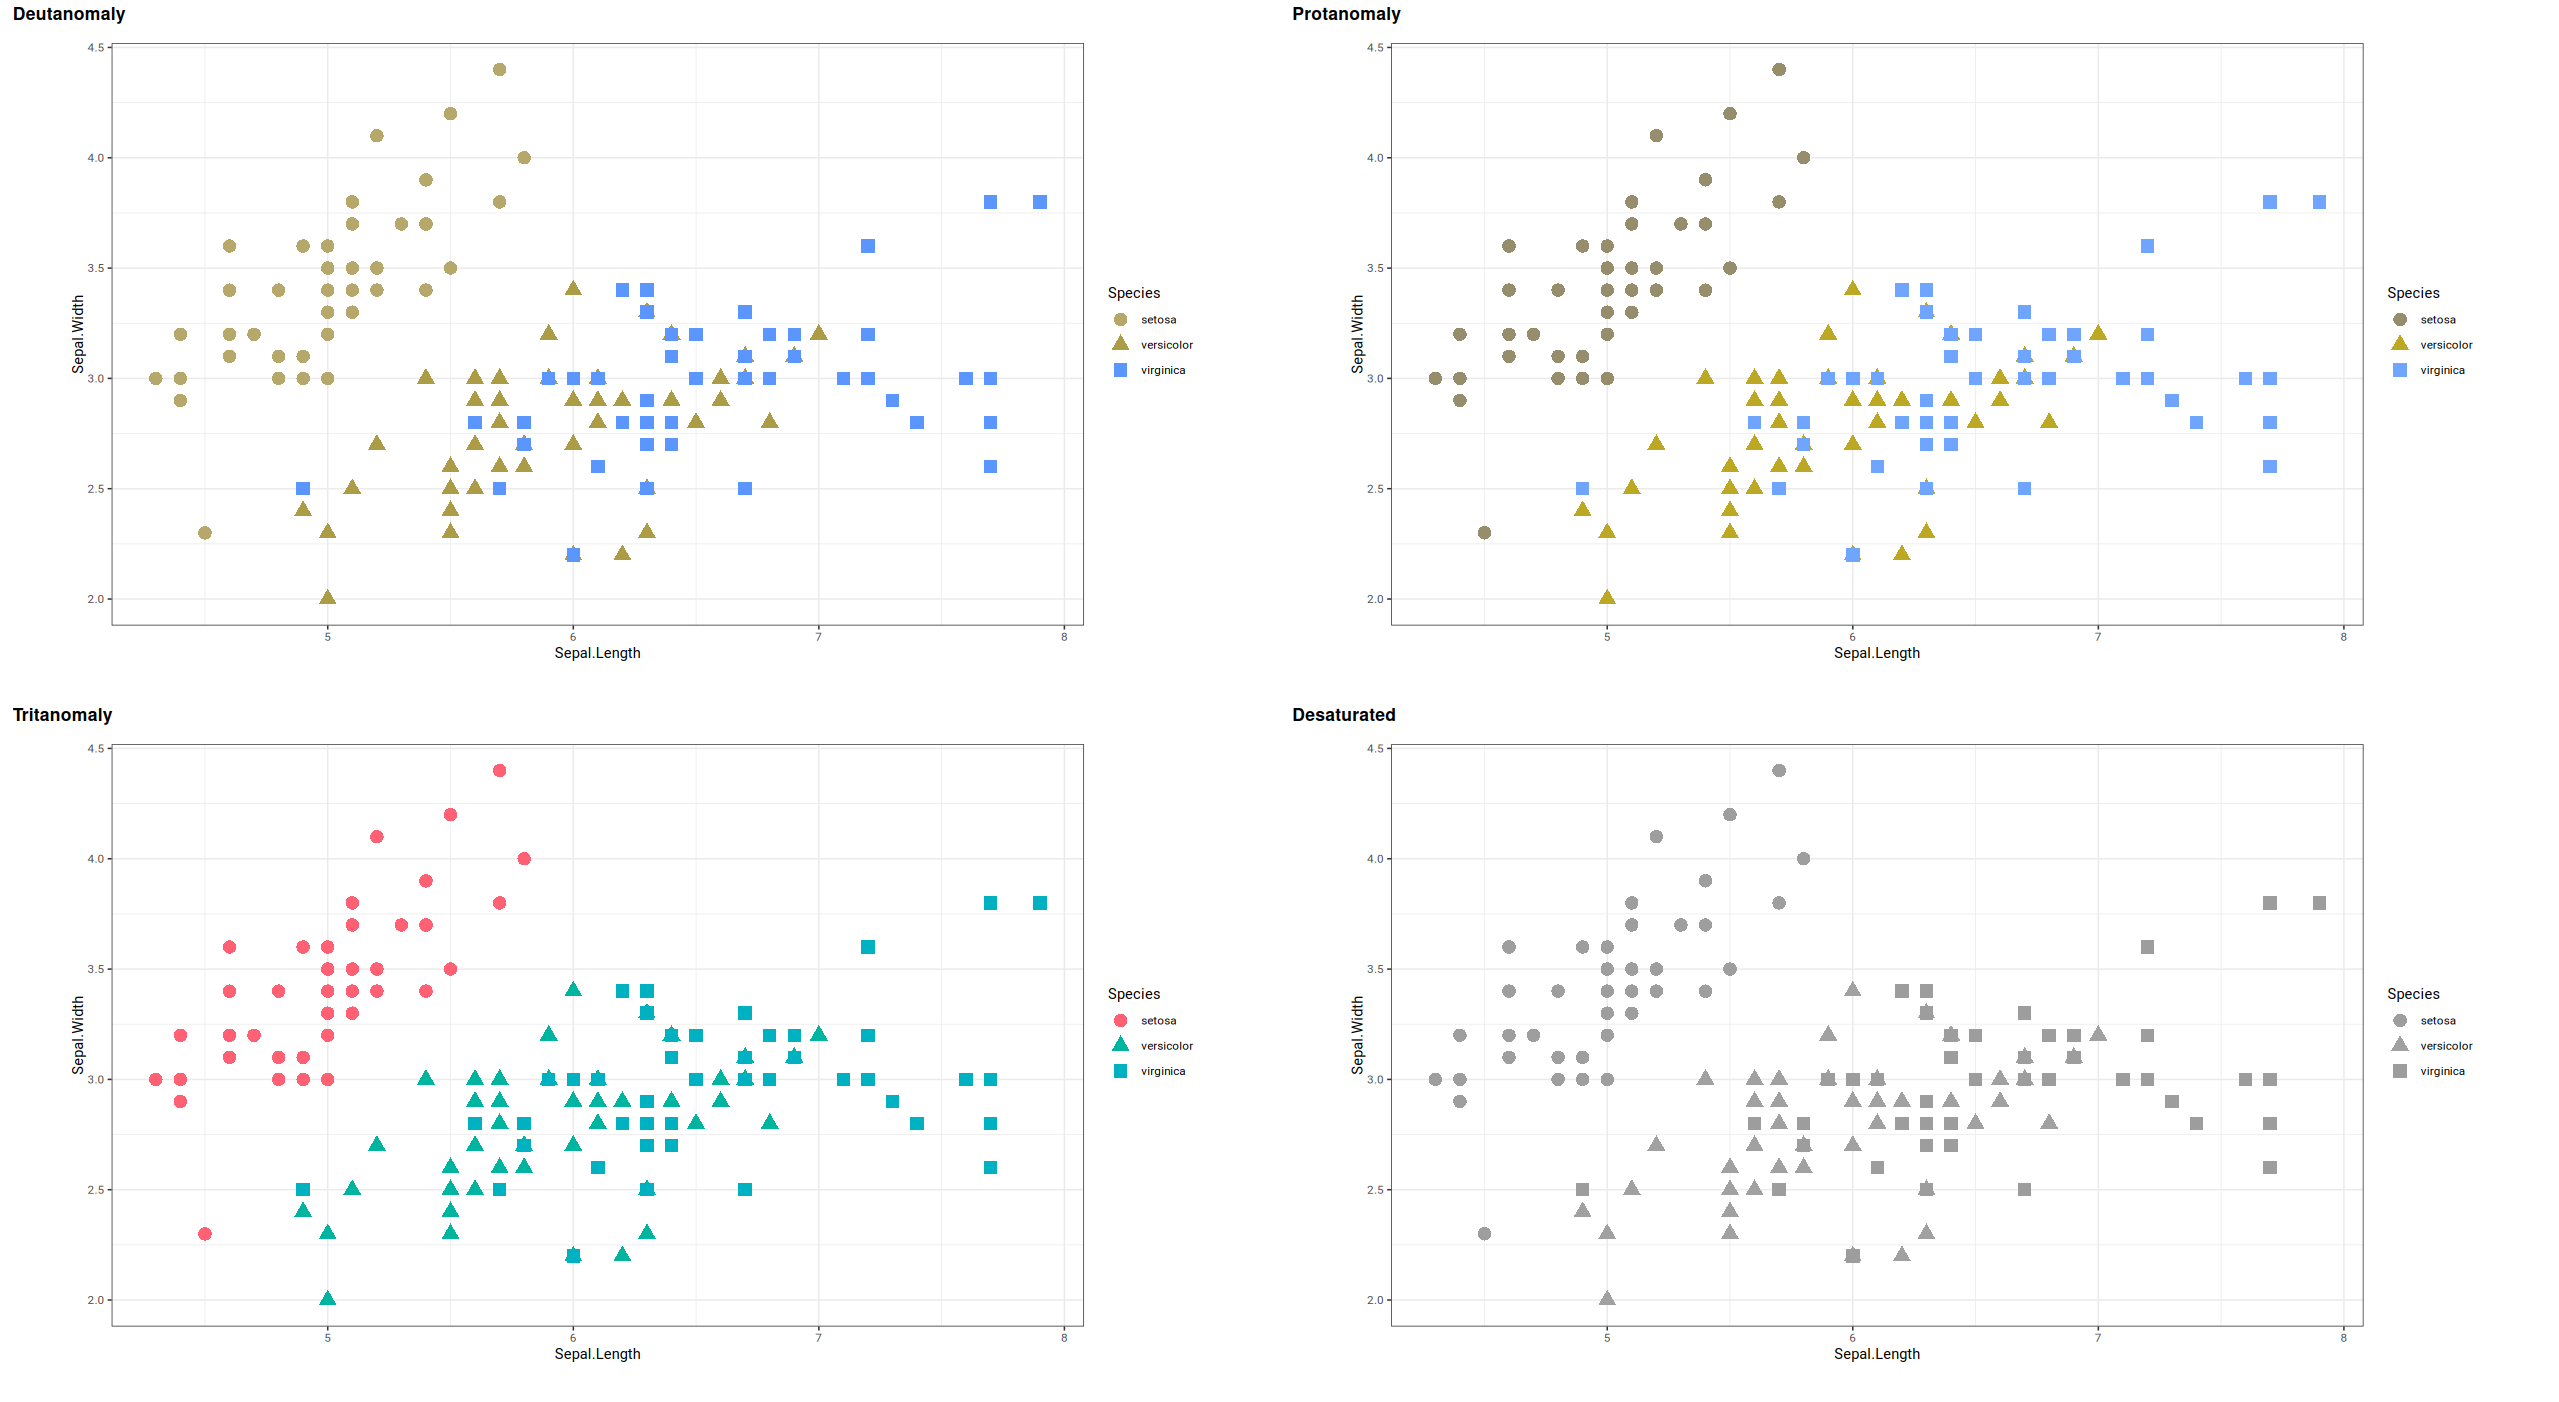 Deutanomaly
4.5
4.0
3.5
3.0
2.5
2.0
Sepal.Width
5 6 7 8
Sepal.Length
Species
setosa
versicolor
virginica
Protanomaly
4.5
4.0
3.5
3.0
2.5
2.0
Sepal.Width
5 6 7 8
Sepal.Length
Species
setosa
versicolor
virginica
Tritanomaly
4.5
4.0
3.5
3.0
2.5
2.0
Sepal.Width
5 6 7 8
Sepal.Length
Species
setosa
versicolor
virginica
Desaturated
4.5
4.0
3.5
3.0
2.5
2.0
Sepal.Width
5 6 7 8
Sepal.Length
Species
setosa
versicolor
virginica